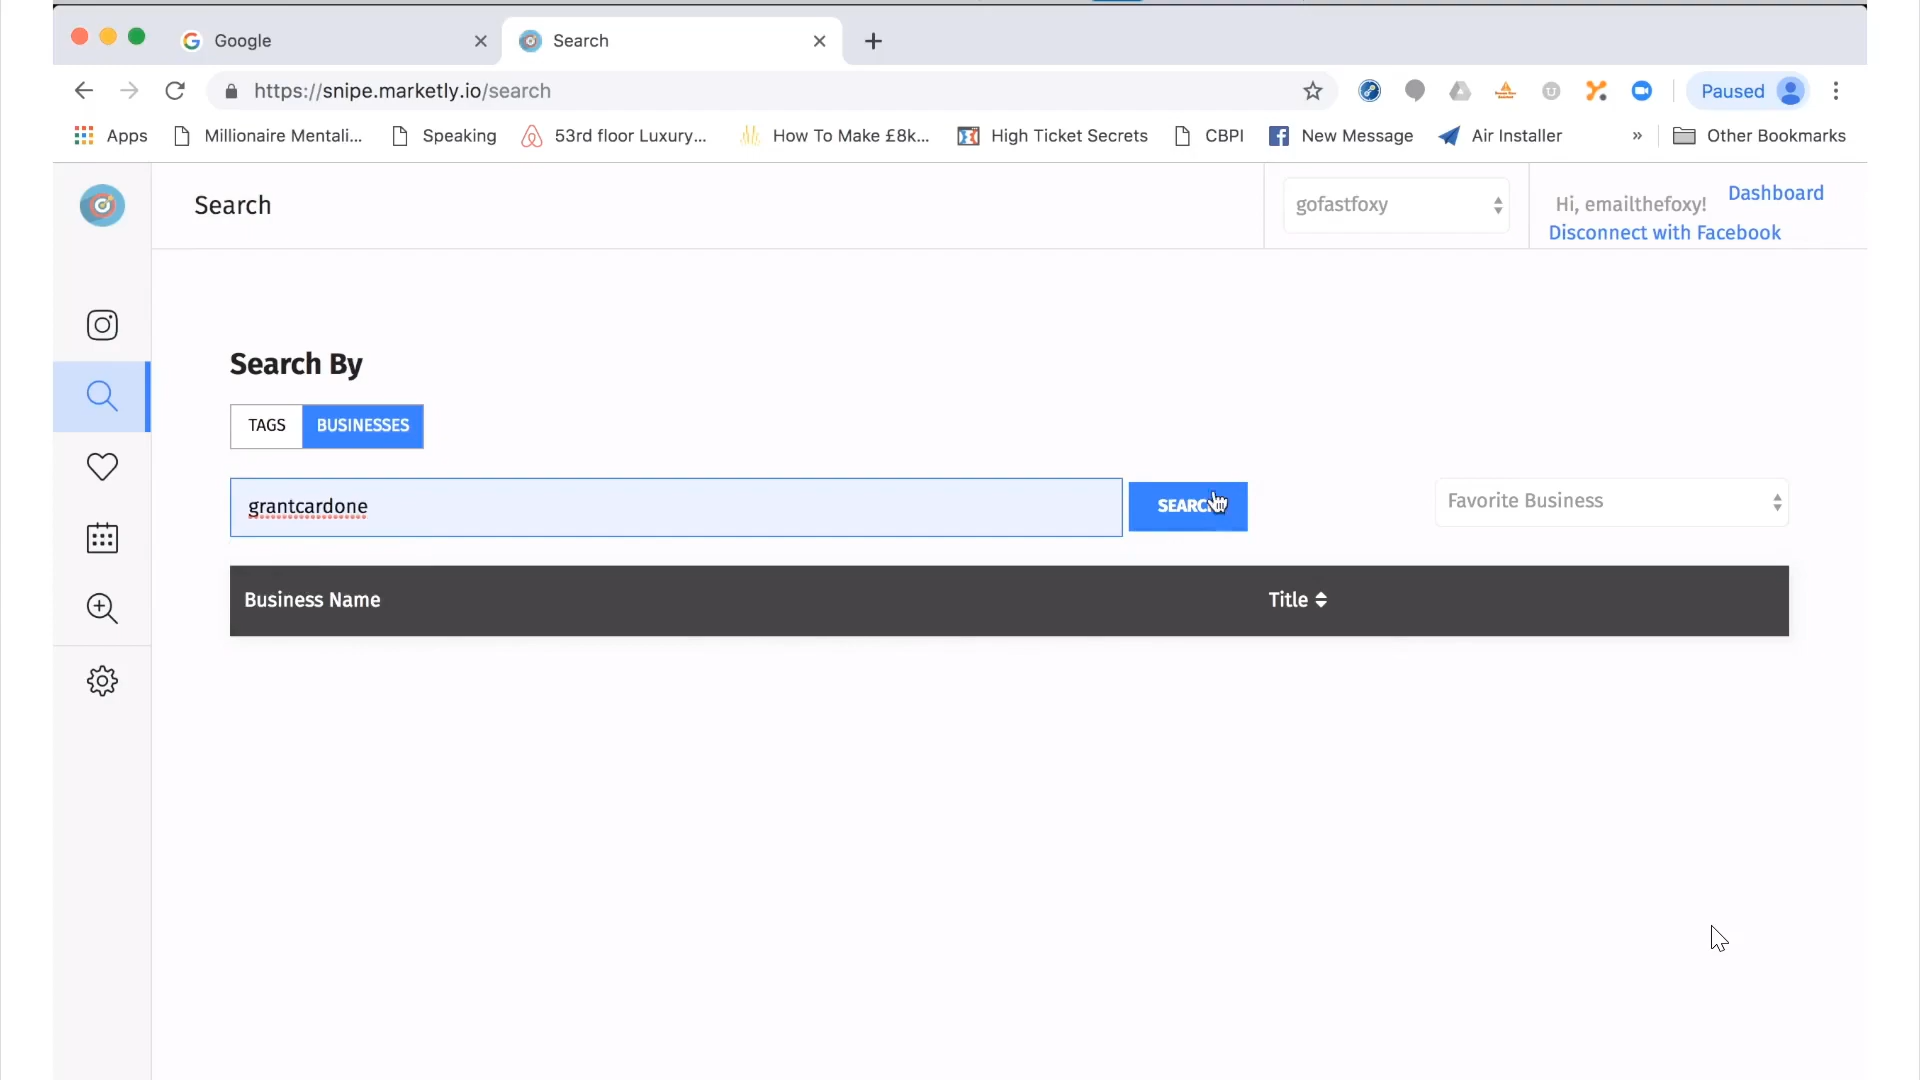 Google
Search
https://snipe.marketly.io/search
Paused
Apps
Millionaire Mentali...
Speaking
53rd floor Luxury...
How To Make £8k...
High Ticket Secrets
CBPI
New Message
Air Installer
»
Other Bookmarks
Search
gofastfoxy
Hi, emailthefoxy!
Dashboard
Disconnect with Facebook
Search By
TAGS
BUSINESSES
grantcardone
SEARCH
Favorite Business
Business Name
Title